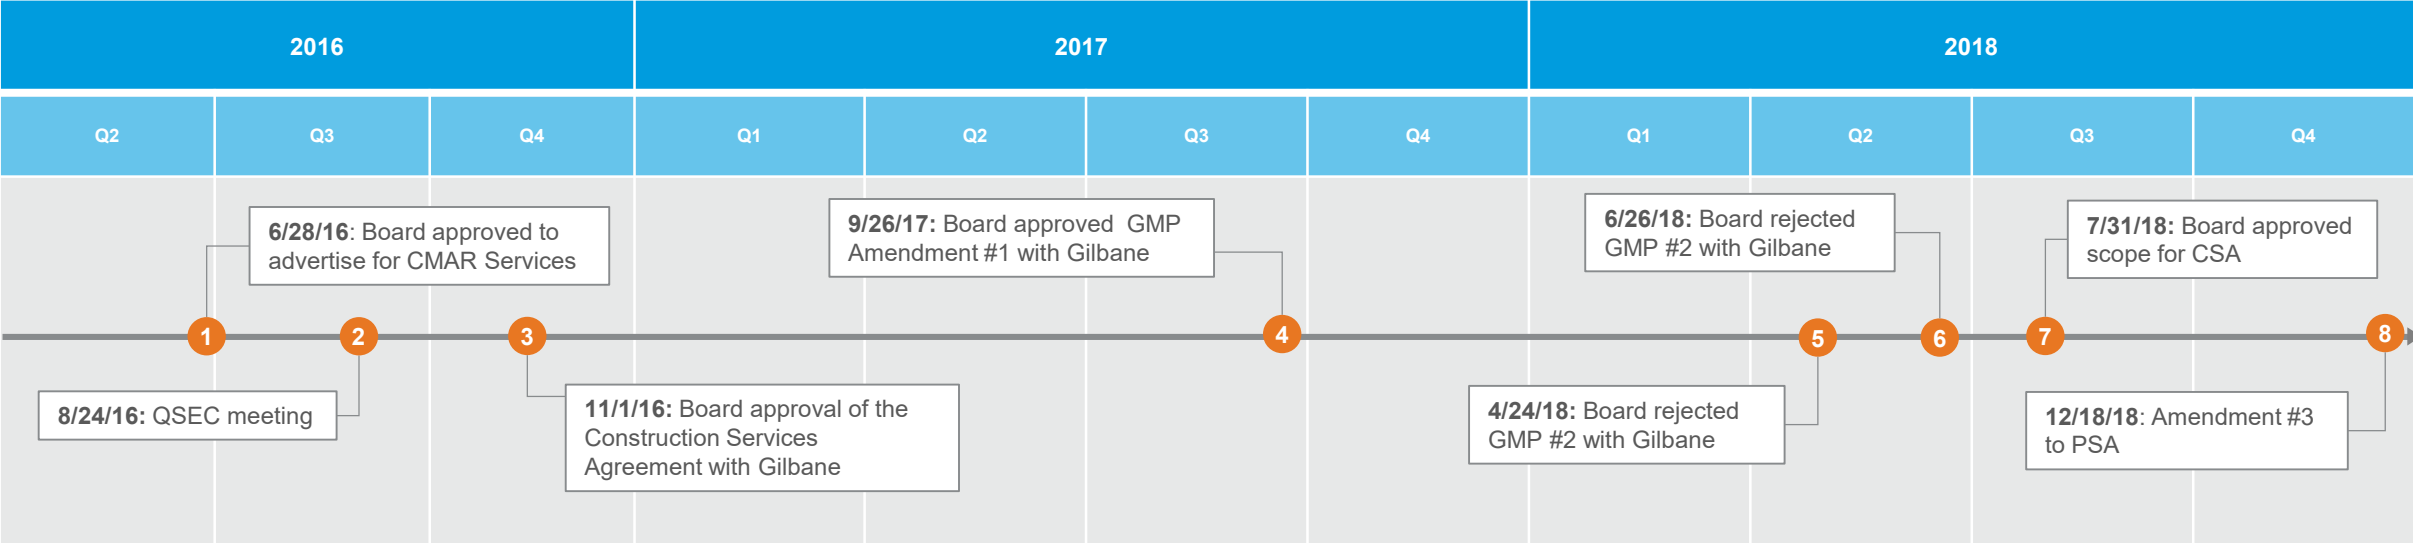 2016
2017
2018
Q2
Q3
Q4
Q1
Q2
Q3
Q4
Q1
Q2
Q3
Q4
6/28/16: Board approved to
advertise for CMAR Services
9/26/17: Board approved  GMP
Amendment #1 with Gilbane
6/26/18: Board rejected
GMP #2 with Gilbane
7/31/18: Board approved
scope for CSA
1
2
3
4
5
6
7
8
8/24/16: QSEC meeting
11/1/16: Board approval of the
Construction Services
Agreement with Gilbane
4/24/18: Board rejected
GMP #2 with Gilbane
12/18/18: Amendment #3
to PSA